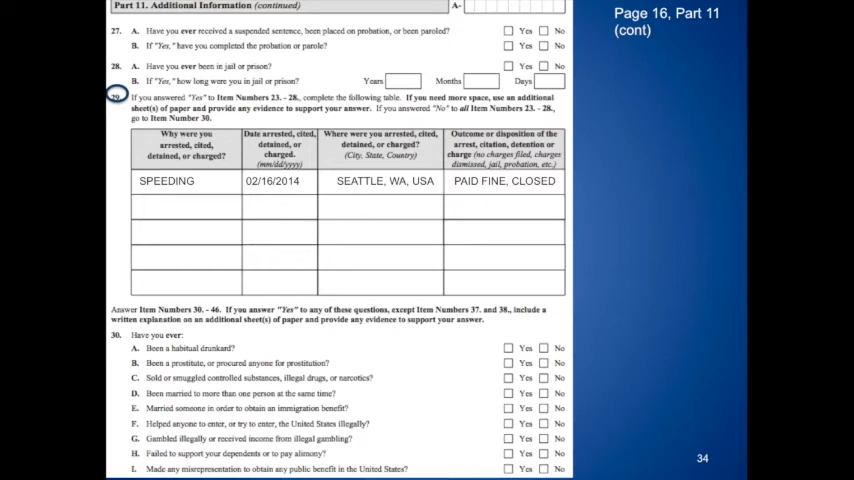 Part 11. Additional Information (continued)
A-
Page 16, Part 11
(cont)
27. A. Have you ever received a suspended sentence, been placed on probation, or been paroled? Yes No
B. If "Yes, have you completed the probation or parole? Yes No
28. A. Have you ever been in jail or prison? Yes No
B. If "Yes," how long were you in jail or prison? Years Months Days
29. If you answered "Yes" to Item Numbers 23. - 28., complete the following table. If you need more space, use an additional
sheet(s) of paper and provide any evidence to support your answer. If you answered "No" to all Item Numbers 23. - 28.,
go to Item Number 30.
Why were you
arrested, cited,
detained, or charged?
Date arrested, cited,
detained, or
charged.
(mm/dd/yyyy)
Where were you arrested, cited,
detained, or charged?
(City, State, Country)
Outcome or disposition of the
arrest, citation, detention or
charge (no charges filed, charges
dismissed, jail, probation, etc.)
SPEEDING 02/16/2014 SEATTLE, WA, USA PAID FINE, CLOSED
Answer Item Numbers 30. - 46. If you answer "Yes" to any of these questions, except Item Numbers 37. and 38., include a
written explanation on an additional sheet(s) of paper and provide any evidence to support your answer.
30. Have you ever:
A. Been a habitual drunkard? Yes No
B. Been a prostitute, or procured anyone for prostitution? Yes No
C. Sold or smuggled controlled substances, illegal drugs, or narcotics? Yes No
D. Been married to more than one person at the same time? Yes No
E. Married someone in order to obtain an immigration benefit? Yes No
F. Helped anyone to enter, or try to enter, the United States illegally? Yes No
G. Gambled illegally or received income from illegal gambling? Yes No
H. Failed to support your dependents or to pay alimony? Yes No
I. Made any misrepresentation to obtain any public benefit in the United States? Yes No
34